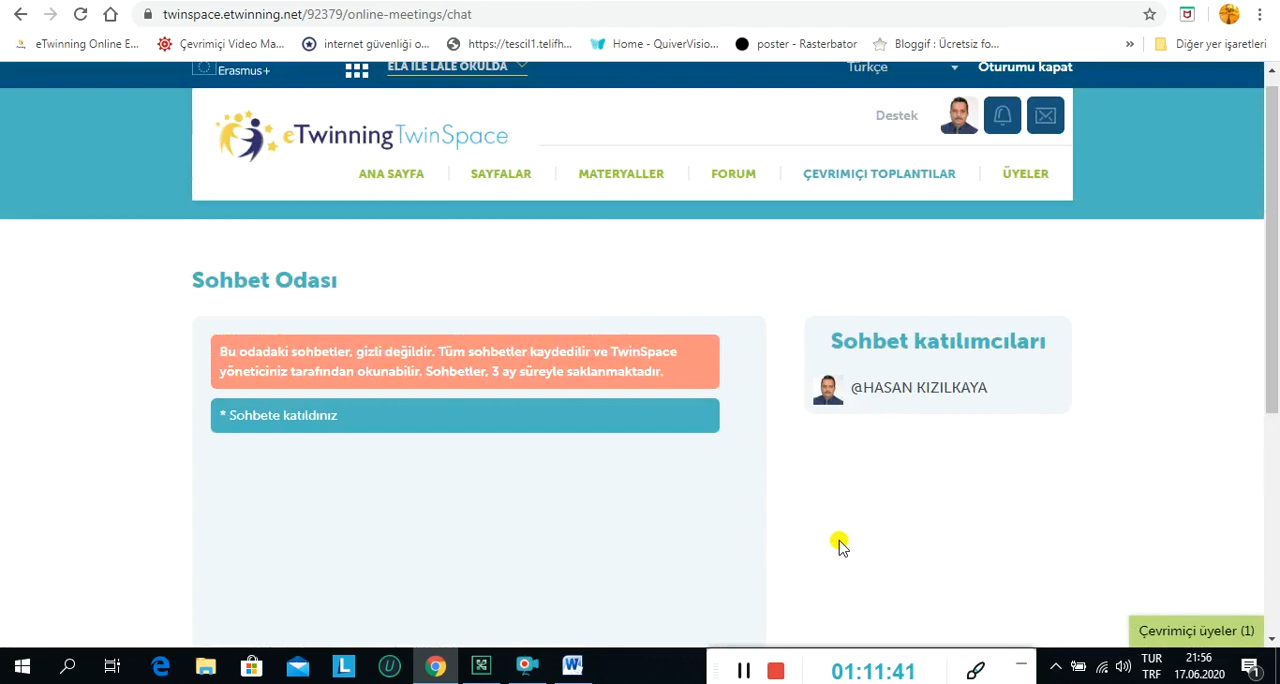 twinspace.etwinning.net/92379/online-meetings/chat
eTwinning Online E...
Çevrimiçi Video Ma...
internet güvenliği o...
https://tescil1.telifh...
Home - QuiverVisio...
poster - Rasterbator
Bloggif : Ücretsiz fo...
»
Diğer yer işaretleri
Erasmus+
ELA İLE LALE OKULDA
Türkçe
Oturumu kapat
eTwinningTwinSpace
Destek
ANA SAYFA
SAYFALAR
MATERYALLER
FORUM
ÇEVRIMIÇI TOPLANTILAR
ÜYELER
Sohbet Odası
Bu odadaki sohbetler, gizli değildir. Tüm sohbetler kaydedilir ve TwinSpace
yöneticiniz tarafından okunabilir. Sohbetler, 3 ay süreyle saklanmaktadır.
* Sohbete katıldınız
Sohbet katılımcıları
@HASAN KIZILKAYA
Çevrimiçi üyeler (1)
01:11:41
TUR
TRF
21:56
17.06.2020
1